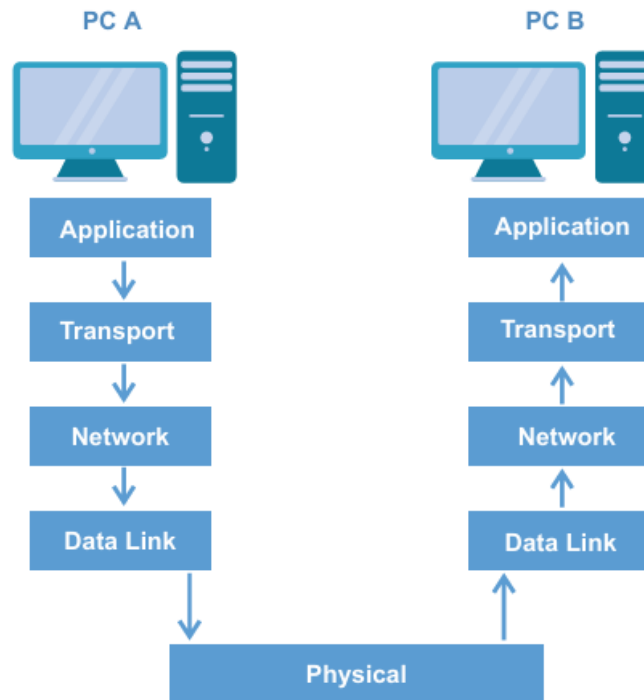 PC A
PC B
Application
Application
Transport
Transport
Network
Network
Data Link
Data Link
Physical